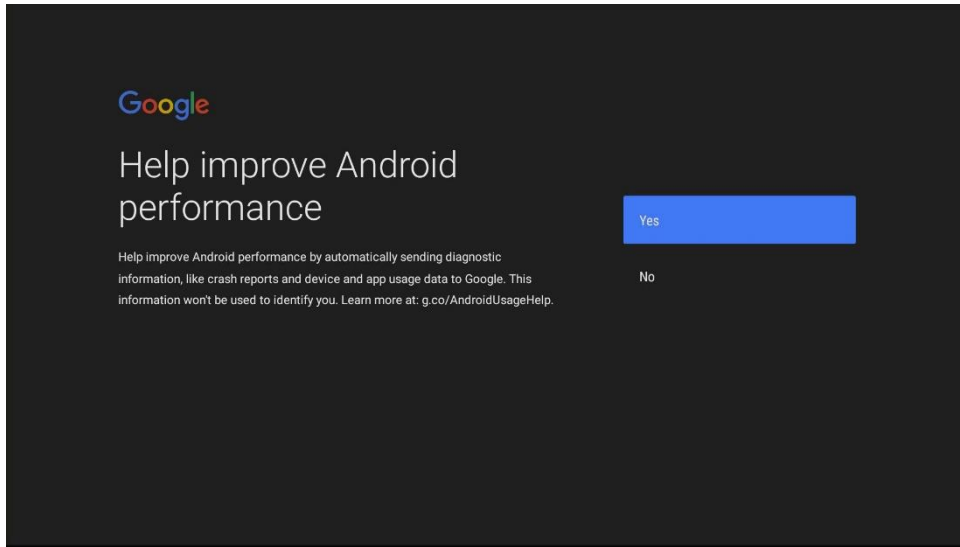 Google
Help improve Android
performance
Help improve Android performance by automatically sending diagnostic
information, like crash reports and device and app usage data to Google. This
information won't be used to identify you. Learn more at: g.co/AndroidUsageHelp.
Yes
No